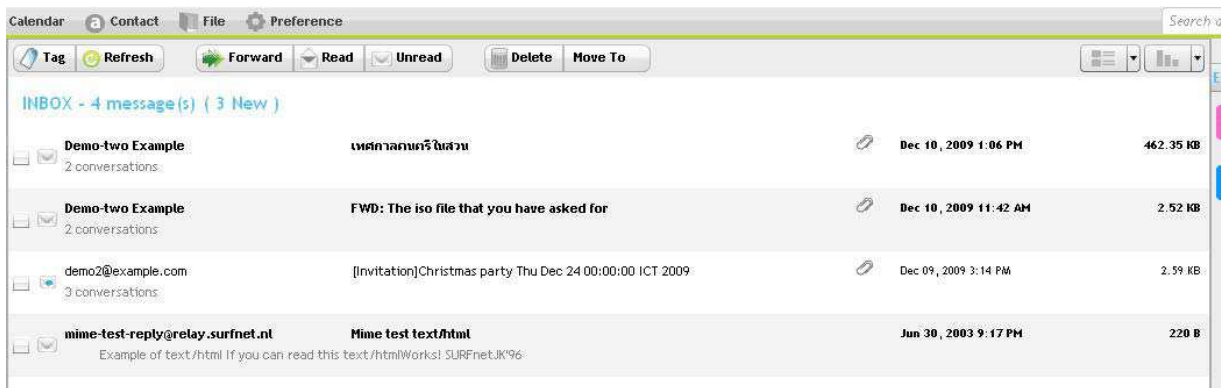 Calendar Contact File Preference Search
Tag Refresh Forward Read Unread Delete Move To
INBOX - 4 message(s) ( 3 New )
Demo-two Example เทศกาลดนตรีในสวน Dec 10, 2009 1:06 PM 462.35 KB
2 conversations
Demo-two Example FWD: The iso file that you have asked for Dec 10, 2009 11:42 AM 2.52 KB
2 conversations
demo2@example.com [Invitation]Christmas party Thu Dec 24 00:00:00 ICT 2009 Dec 09, 2009 3:14 PM 2.59 KB
3 conversations
mime-test-reply@relay.surfnet.nl Mime test text/html Jun 30, 2003 9:17 PM 220 B
Example of text/html If you can read this text/htmlWorks! SURFnetJK'96